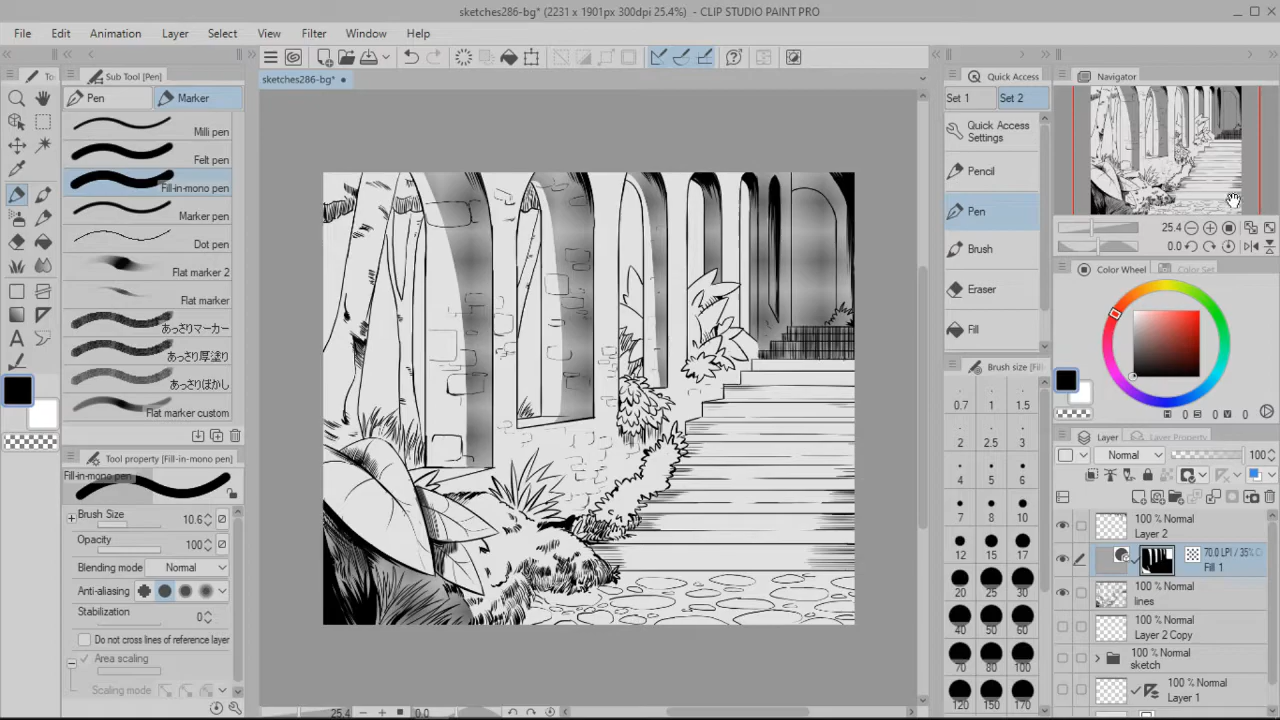 sketches286-bg* (2231 x 1901px 300dpi 25.4%) - CLIP STUDIO PAINT PRO
File Edit Animation Layer Select View Filter Window Help
Sub Tool [Pen]
Pen Marker
Milli pen
Felt pen
Fill-in-mono pen
Marker pen
Dot pen
Flat marker 2
Flat marker
あっさりマーカー
あっさり厚塗り
あっさりぼかし
Flat marker custom
Tool property [Fill-in-mono pen]
Fill-in-mono pen
Brush Size 10.6
Opacity 100
Blending mode Normal
Anti-aliasing
Stabilization 0
Do not cross lines of reference layer
Area scaling
Scaling mode
sketches286-bg*
25.4 0.0
Quick Access
Set 1 Set 2
Quick Access Settings
Pencil
Pen
Brush
Eraser
Fill
Brush size [Fill-
0.7 1 1.5
2 2.5 3
4 5 6
7 8 10
12 15 17
20 25 30
40 50 60
70 80 100
120 150 170
Navigator
25.4
0.0
Color Wheel Color Set
H 0 S 0 V 0
Layer Layer Property
Normal 100
100 % Normal
Layer 2
70.0 LPI / 35%
Fill 1
100 % Normal
lines
100 % Normal
Layer 2 Copy
100 % Normal
sketch
100 % Normal
Layer 1